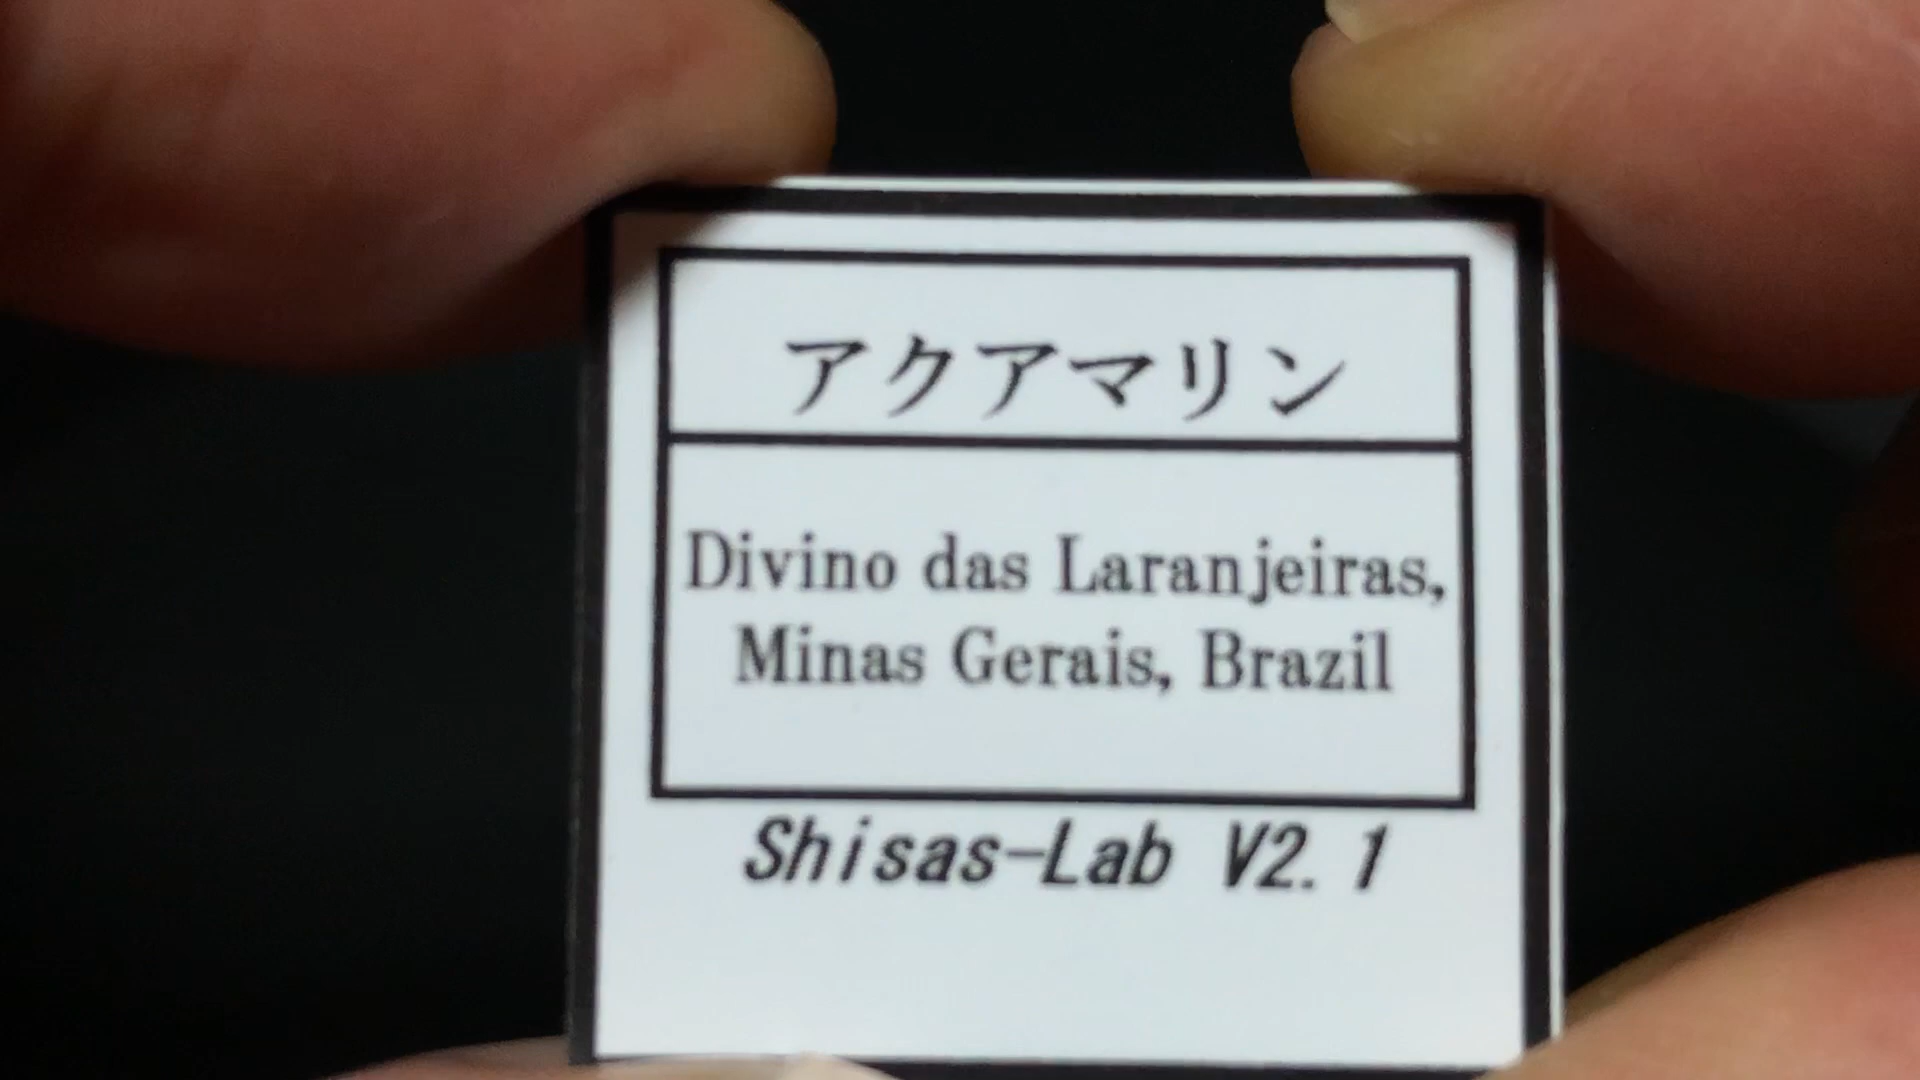 アクアマリン
Divino das Laranjeiras,
Minas Gerais, Brazil
Shisas-Lab V2.1